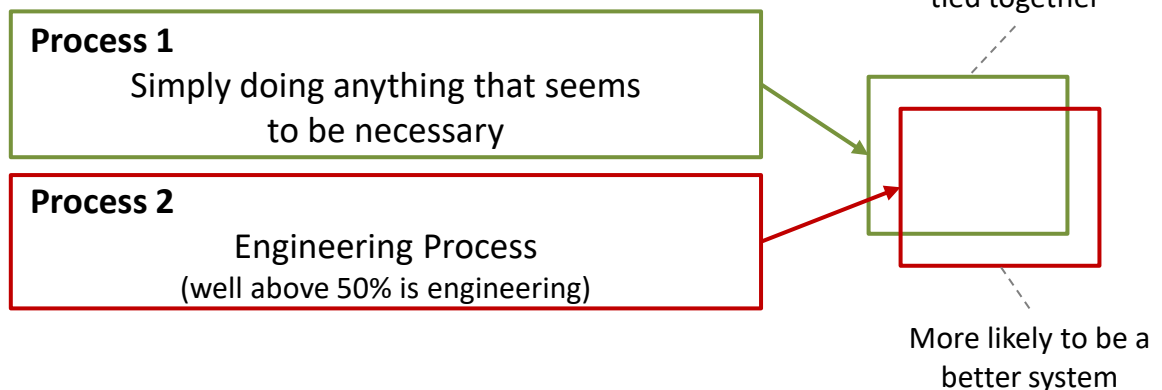 tied together
Process 1
Simply doing anything that seems
to be necessary
Process 2
Engineering Process
(well above 50% is engineering)
More likely to be a
better system